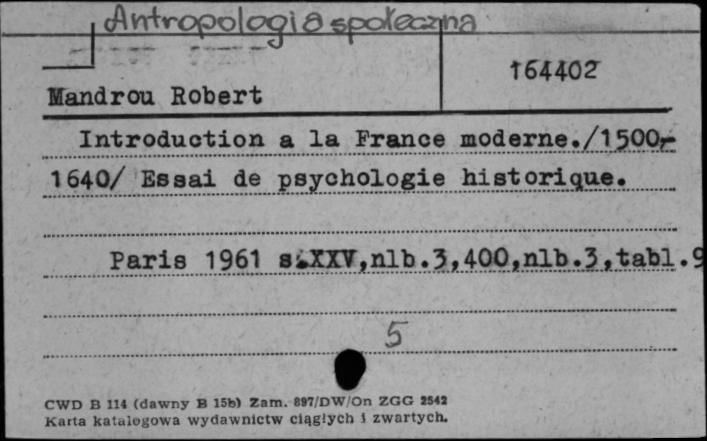 Antropologia społeczna
164402
Mandrou Robert
Introduction a la France moderne./1500,-
1640/ Essai de psychologie historique.
Paris 1961 s.XXV,nlb.3,400,nlb.3,tabl.9
5
CWD B 114 (dawny B 15b) Zam. 897/DW/On ZGG 2542
Karta katalogowa wydawnictw ciągłych i zwartych.